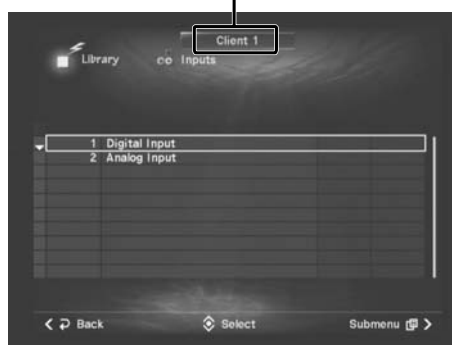 Client 1
Library Inputs
1 Digital Input
2 Analog Input
Back Select Submenu